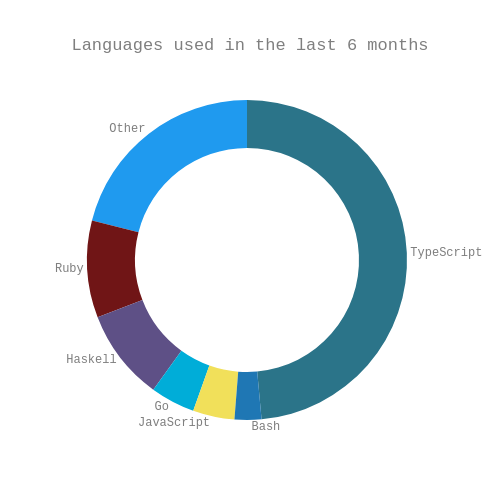 Languages used in the last 6 months
Other
TypeScript
Ruby
Haskell
Go
JavaScript
Bash